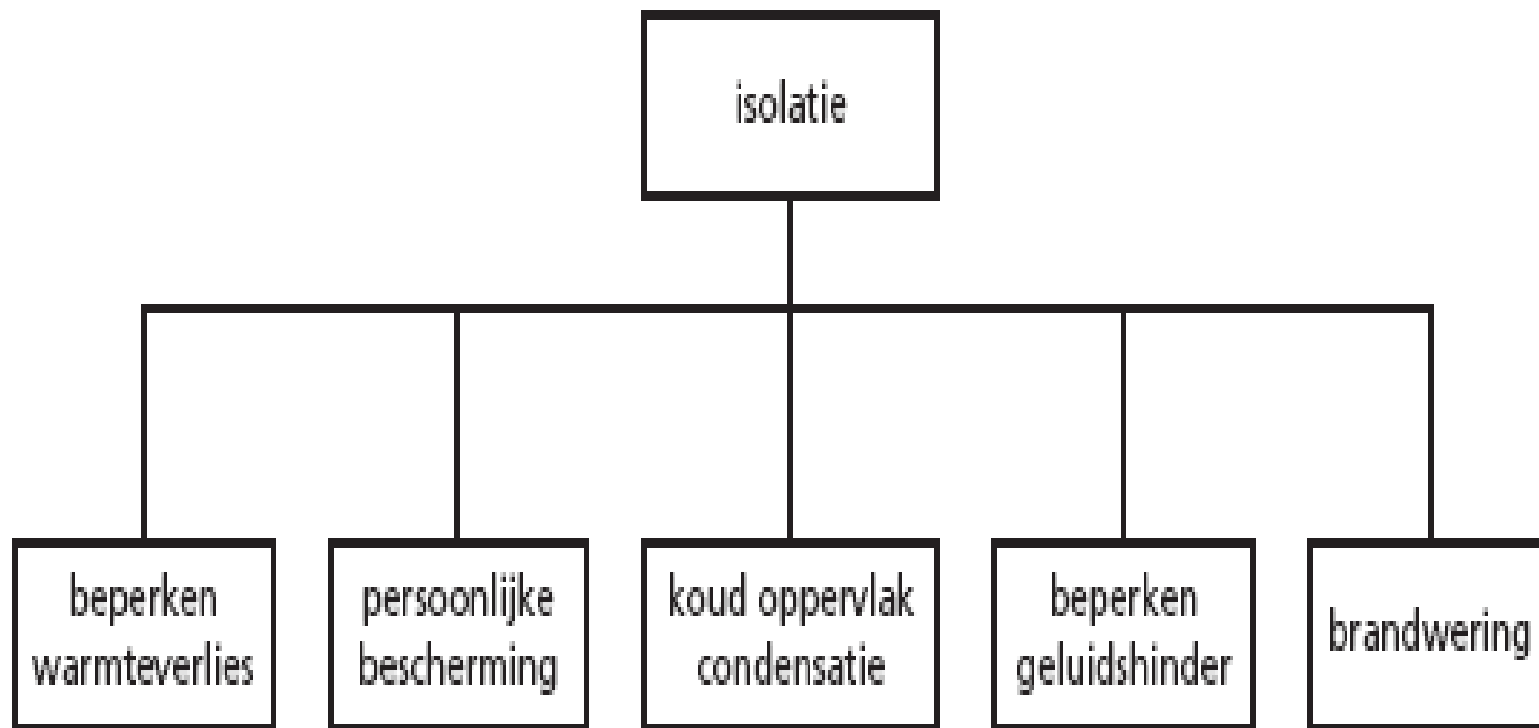 isolatie
beperken
warmteverlies
persoonlijke
bescherming
koud oppervlak
condensatie
beperken
geluidshinder
brandwering